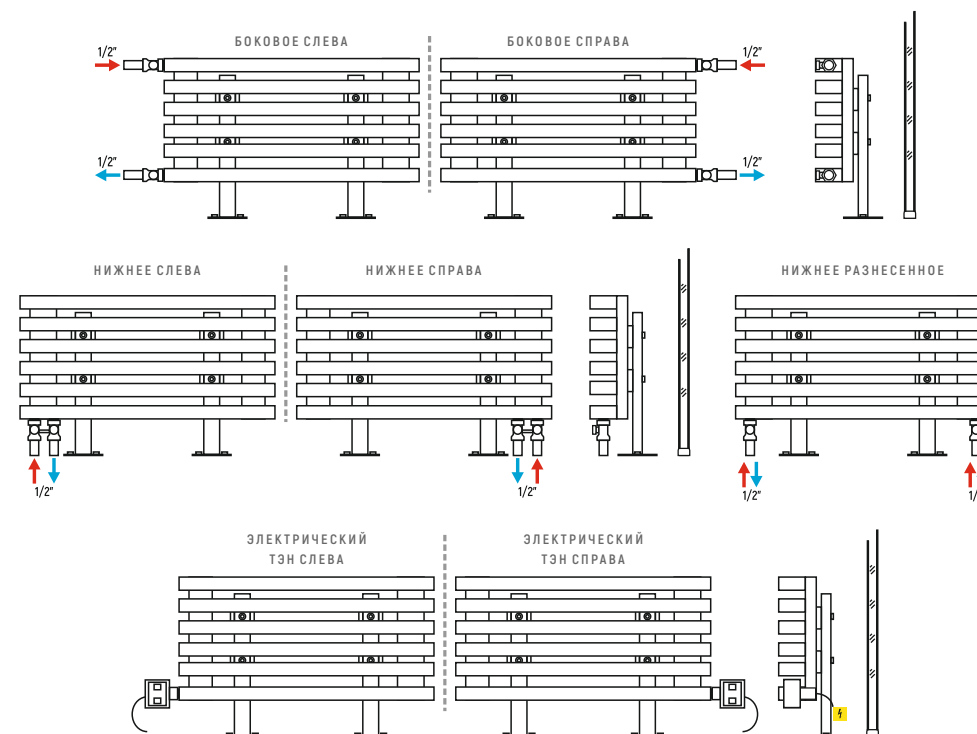 БОКОВОЕ СЛЕВА
БОКОВОЕ СПРАВА
1/2"
1/2"
1/2"
1/2"
НИЖНЕЕ СЛЕВА
НИЖНЕЕ СПРАВА
НИЖНЕЕ РАЗНЕСЕННОЕ
1/2"
1/2"
1/2"
ЭЛЕКТРИЧЕСКИЙ
ТЭН СЛЕВА
ЭЛЕКТРИЧЕСКИЙ
ТЭН СПРАВА